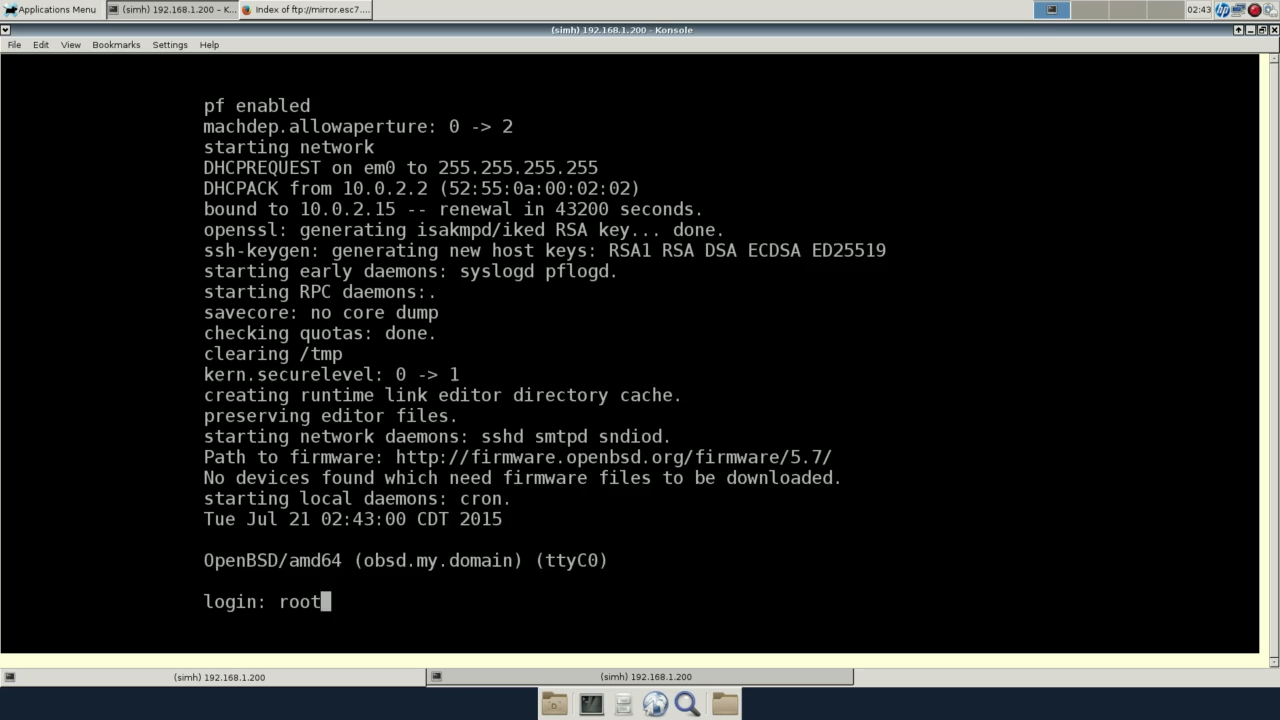 Applications Menu
(simh) 192.168.1.200 - K...
Index of ftp://mirror.esc7....
02:43
(simh) 192.168.1.200 - Konsole
File Edit View Bookmarks Settings Help
pf enabled
machdep.allowaperture: 0 -> 2
starting network
DHCPREQUEST on em0 to 255.255.255.255
DHCPACK from 10.0.2.2 (52:55:0a:00:02:02)
bound to 10.0.2.15 -- renewal in 43200 seconds.
openssl: generating isakmpd/iked RSA key... done.
ssh-keygen: generating new host keys: RSA1 RSA DSA ECDSA ED25519
starting early daemons: syslogd pflogd.
starting RPC daemons:.
savecore: no core dump
checking quotas: done.
clearing /tmp
kern.securelevel: 0 -> 1
creating runtime link editor directory cache.
preserving editor files.
starting network daemons: sshd smtpd sndiod.
Path to firmware: http://firmware.openbsd.org/firmware/5.7/
No devices found which need firmware files to be downloaded.
starting local daemons: cron.
Tue Jul 21 02:43:00 CDT 2015
OpenBSD/amd64 (obsd.my.domain) (ttyC0)
login: root
(simh) 192.168.1.200
(simh) 192.168.1.200